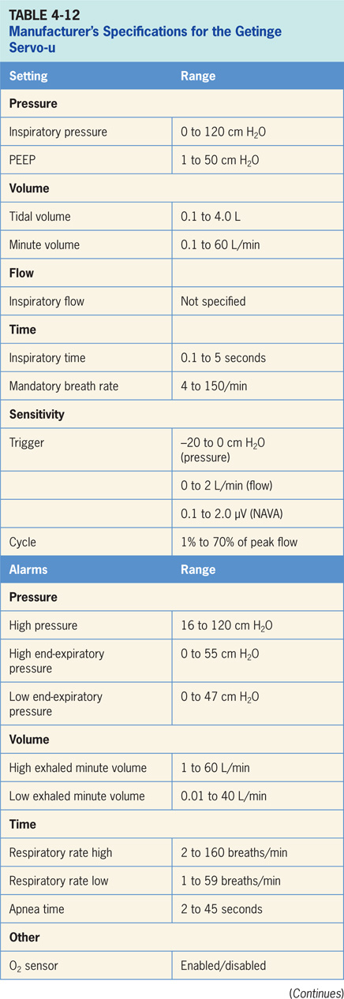 TABLE 4-12
Manufacturer's Specifications for the Getinge
Servo-u
Setting Range
Pressure
Inspiratory pressure 0 to 120 cm H₂O
PEEP 1 to 50 cm H₂O
Volume
Tidal volume 0.1 to 4.0 L
Minute volume 0.1 to 60 L/min
Flow
Inspiratory flow Not specified
Time
Inspiratory time 0.1 to 5 seconds
Mandatory breath rate 4 to 150/min
Sensitivity
Trigger –20 to 0 cm H₂O
(pressure)
0 to 2 L/min (flow)
0.1 to 2.0 µV (NAVA)
Cycle 1% to 70% of peak flow
Alarms Range
Pressure
High pressure 16 to 120 cm H₂O
High end-expiratory 0 to 55 cm H₂O
pressure
Low end-expiratory 0 to 47 cm H₂O
pressure
Volume
High exhaled minute volume 1 to 60 L/min
Low exhaled minute volume 0.01 to 40 L/min
Time
Respiratory rate high 2 to 160 breaths/min
Respiratory rate low 1 to 59 breaths/min
Apnea time 2 to 45 seconds
Other
O₂ sensor Enabled/disabled
(Continues)